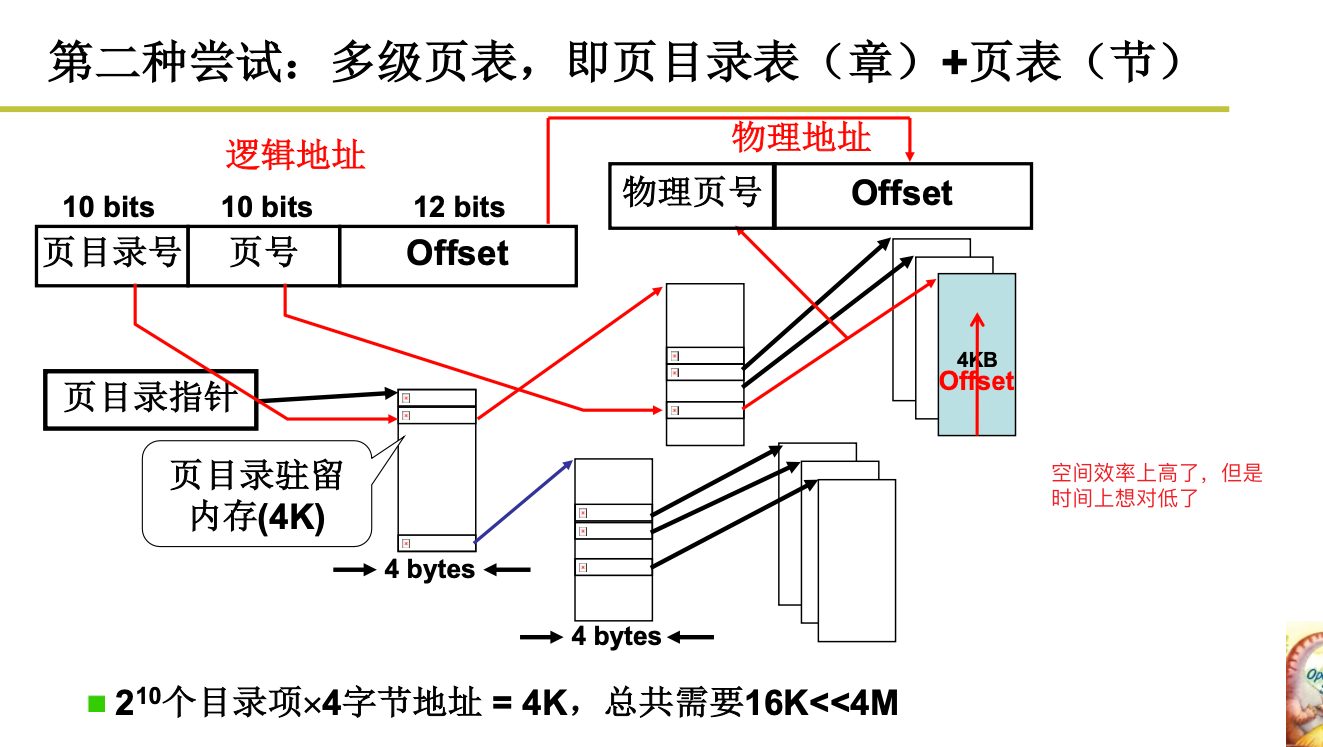 第二种尝试：多级页表，即页目录表（章）+页表（节）
逻辑地址
物理地址
10 bits
10 bits
12 bits
页目录号
页号
Offset
物理页号
Offset
页目录指针
4KB
Offset
页目录驻留
内存(4K)
空间效率上高了，但是
时间上想对低了
4 bytes
4 bytes
2¹⁰个目录项×4字节地址 = 4K，总共需要16K<<4M